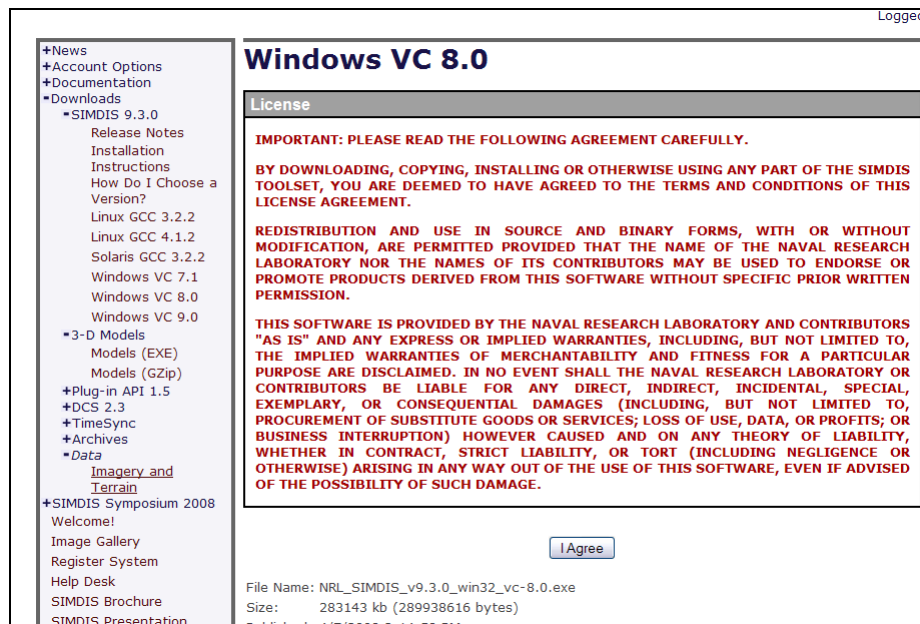 Logged
+News
+Account Options
+Documentation
-Downloads
-SIMDIS 9.3.0
Release Notes
Installation
Instructions
How Do I Choose a
Version?
Linux GCC 3.2.2
Linux GCC 4.1.2
Solaris GCC 3.2.2
Windows VC 7.1
Windows VC 8.0
Windows VC 9.0
-3-D Models
Models (EXE)
Models (GZip)
+Plug-in API 1.5
+DCS 2.3
+TimeSync
+Archives
-Data
Imagery and
Terrain
+SIMDIS Symposium 2008
Welcome!
Image Gallery
Register System
Help Desk
SIMDIS Brochure
SIMDIS Presentation
Windows VC 8.0
License
IMPORTANT: PLEASE READ THE FOLLOWING AGREEMENT CAREFULLY.
BY DOWNLOADING, COPYING, INSTALLING OR OTHERWISE USING ANY PART OF THE SIMDIS
TOOLSET, YOU ARE DEEMED TO HAVE AGREED TO THE TERMS AND CONDITIONS OF THIS
LICENSE AGREEMENT.
REDISTRIBUTION AND USE IN SOURCE AND BINARY FORMS, WITH OR WITHOUT
MODIFICATION, ARE PERMITTED PROVIDED THAT THE NAME OF THE NAVAL RESEARCH
LABORATORY NOR THE NAMES OF ITS CONTRIBUTORS MAY BE USED TO ENDORSE OR
PROMOTE PRODUCTS DERIVED FROM THIS SOFTWARE WITHOUT SPECIFIC PRIOR WRITTEN
PERMISSION.
THIS SOFTWARE IS PROVIDED BY THE NAVAL RESEARCH LABORATORY AND CONTRIBUTORS
"AS IS" AND ANY EXPRESS OR IMPLIED WARRANTIES, INCLUDING, BUT NOT LIMITED TO,
THE IMPLIED WARRANTIES OF MERCHANTABILITY AND FITNESS FOR A PARTICULAR
PURPOSE ARE DISCLAIMED. IN NO EVENT SHALL THE NAVAL RESEARCH LABORATORY OR
CONTRIBUTORS BE LIABLE FOR ANY DIRECT, INDIRECT, INCIDENTAL, SPECIAL,
EXEMPLARY, OR CONSEQUENTIAL DAMAGES (INCLUDING, BUT NOT LIMITED TO,
PROCUREMENT OF SUBSTITUTE GOODS OR SERVICES; LOSS OF USE, DATA, OR PROFITS; OR
BUSINESS INTERRUPTION) HOWEVER CAUSED AND ON ANY THEORY OF LIABILITY,
WHETHER IN CONTRACT, STRICT LIABILITY, OR TORT (INCLUDING NEGLIGENCE OR
OTHERWISE) ARISING IN ANY WAY OUT OF THE USE OF THIS SOFTWARE, EVEN IF ADVISED
OF THE POSSIBILITY OF SUCH DAMAGE.
I Agree
File Name: NRL_SIMDIS_v9.3.0_win32_vc-8.0.exe
Size: 283143 kb (289938616 bytes)